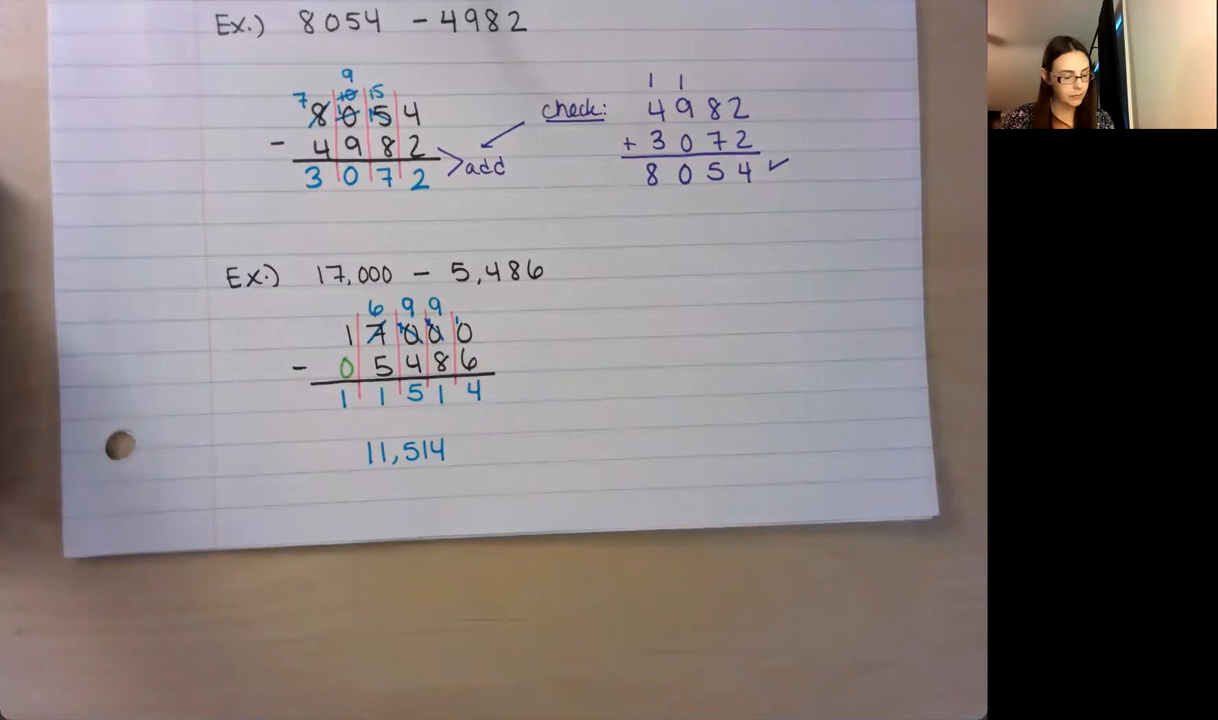 Ex.) 8054 - 4982
9
7 10 15
8 0 5 4
- 4 9 8 2
3 0 7 2
> add
check:
1 1
4 9 8 2
+ 3 0 7 2
8 0 5 4 ✓
Ex.) 17,000 - 5,486
6 9 9
1 7 0 0 0
- 0 5 4 8 6
1 1 5 1 4
11,514